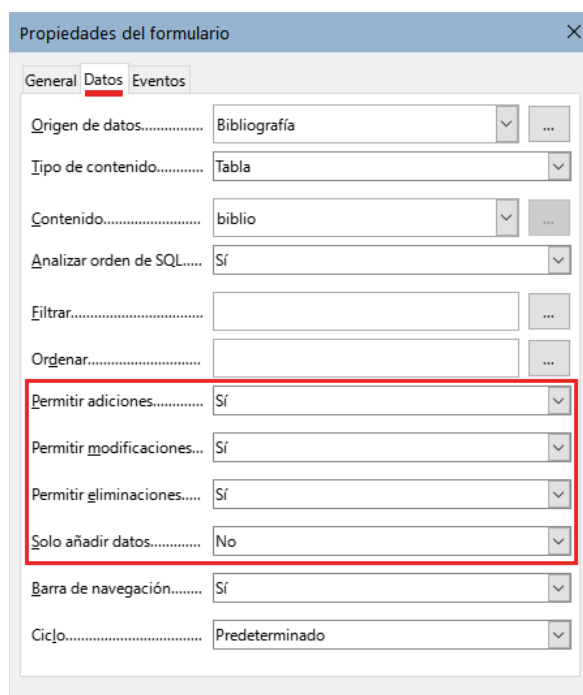 Propiedades del formulario
General Datos Eventos
Origen de datos................ Bibliografía ...
Tipo de contenido............ Tabla
Contenido.......................... biblio ...
Analizar orden de SQL..... Sí
Filtrar.................................. ...
Ordenar.............................. ...
Permitir adiciones............. Sí
Permitir modificaciones... Sí
Permitir eliminaciones..... Sí
Solo añadir datos............. No
Barra de navegación........ Sí
Ciclo.................................... Predeterminado